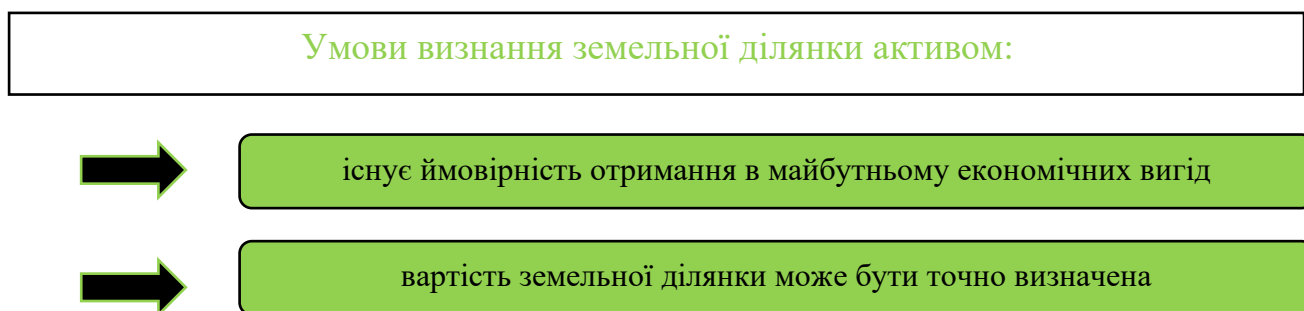 Умови визнання земельної ділянки активом:
існує ймовірність отримання в майбутньому економічних вигід
вартість земельної ділянки може бути точно визначена